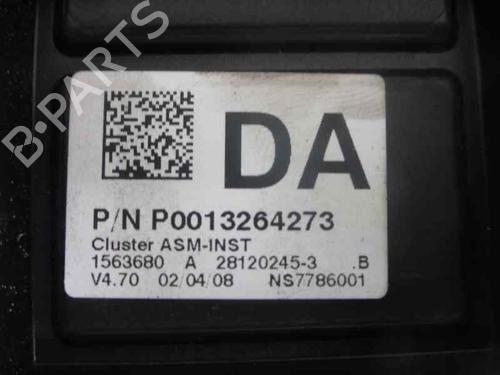 DA
P/N P0013264273
Cluster ASM-INST
1563680 A 28120245-3 .B
V4.70 02/04/08 NS7786001
B-PARTS